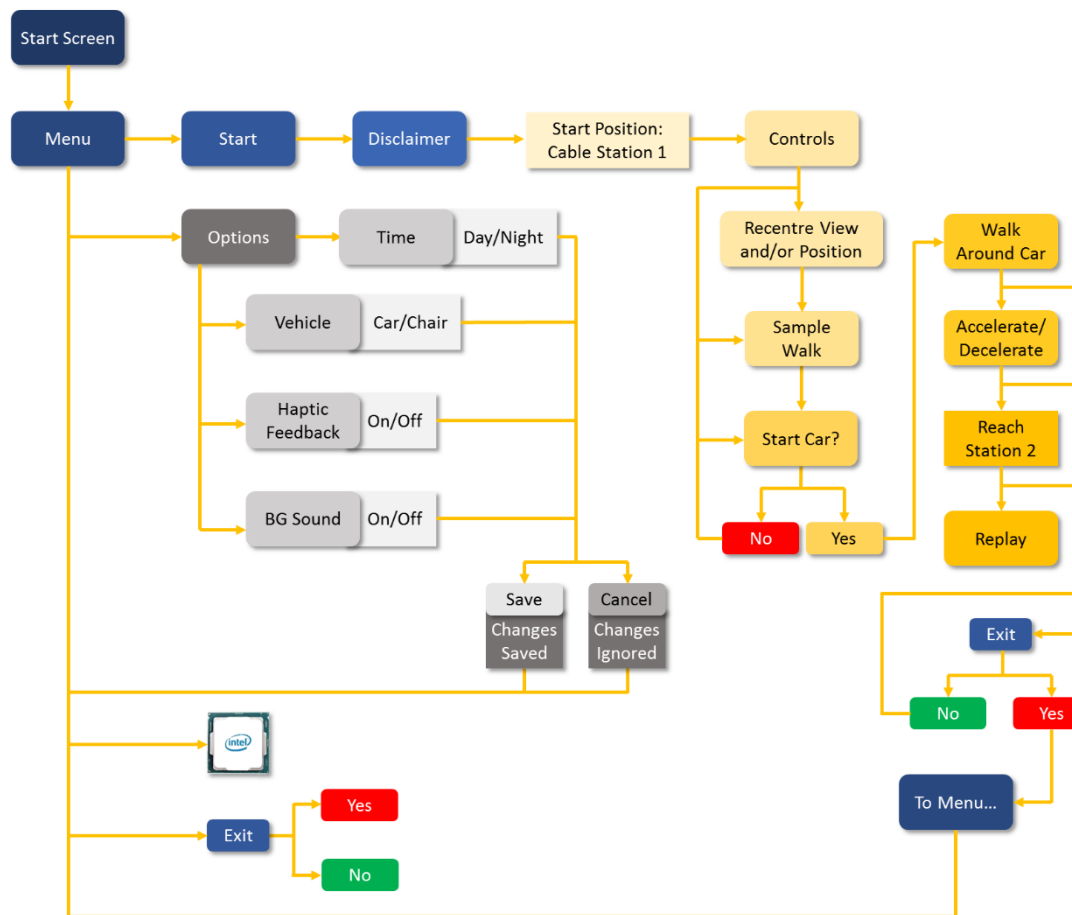 Start Screen
Menu
Start
Disclaimer
Start Position:
Cable Station 1
Controls
Options
Time
Day/Night
Vehicle
Car/Chair
Haptic
Feedback
On/Off
BG Sound
On/Off
Save
Changes
Saved
Cancel
Changes
Ignored
Recentre View
and/or Position
Sample
Walk
Start Car?
No
Yes
Walk
Around Car
Accelerate/
Decelerate
Reach
Station 2
Replay
Exit
No
Yes
To Menu...
intel
Exit
Yes
No